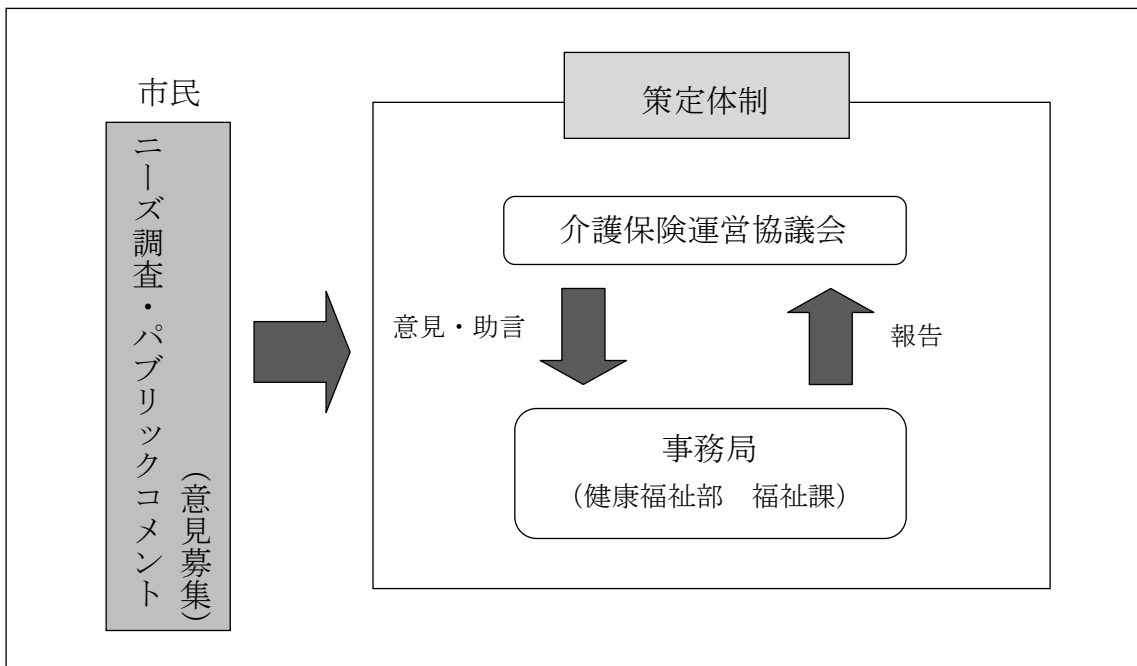 市民
ニーズ調査・パブリックコメント
(意見募集)
策定体制
介護保険運営協議会
意見・助言
報告
事務局
(健康福祉部　福祉課)